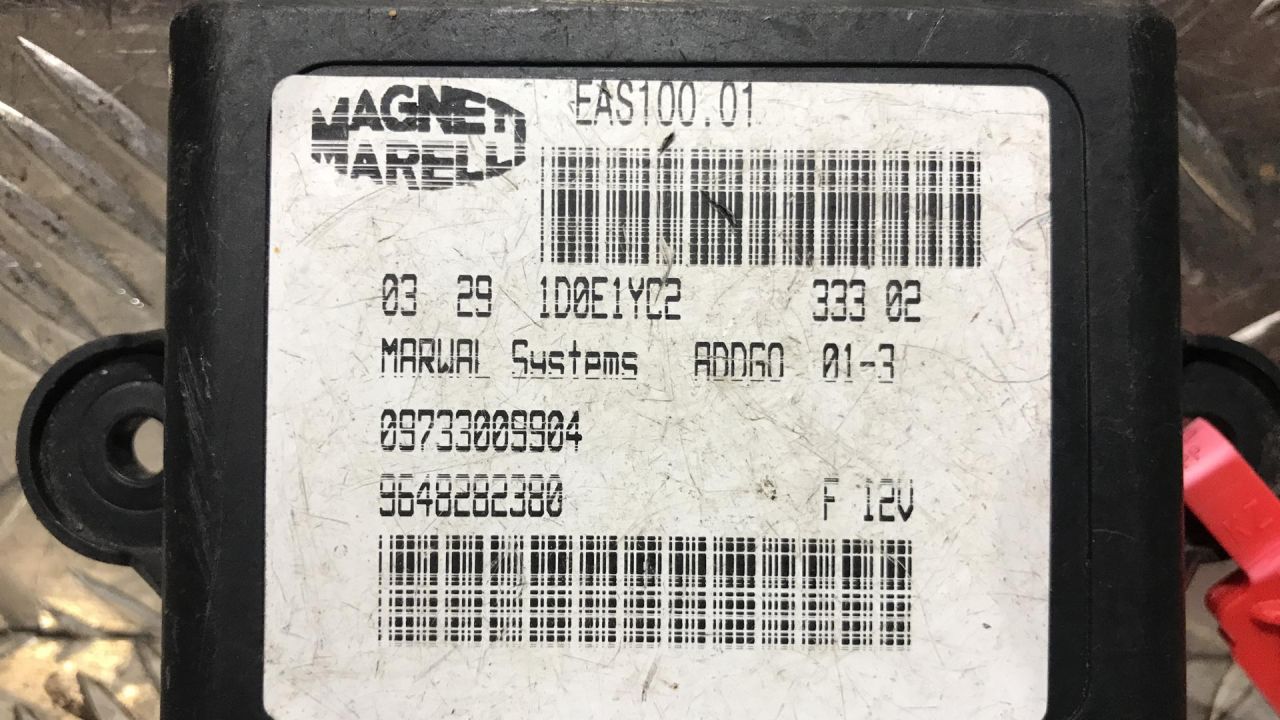 MAGNETI
MARELLI
EAS100.01
03 29 1D0E1YC2 333 02
MARWAL Systems ADDGO 01-3
09733009904
9648282380 F 12V